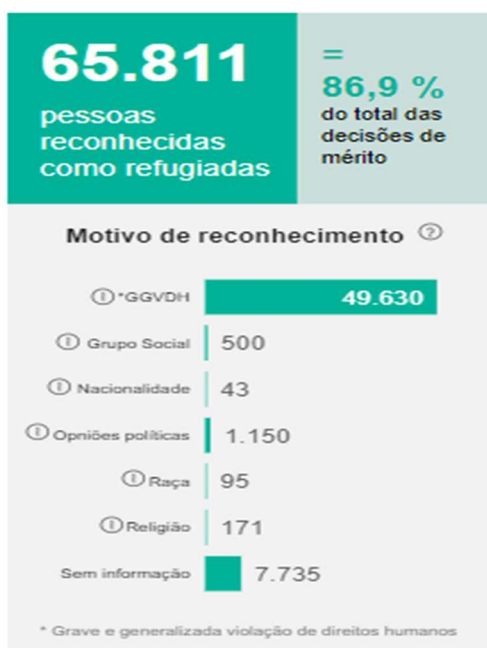 65.811
pessoas
reconhecidas
como refugiadas
=
86,9 %
do total das
decisões de
mérito
Motivo de reconhecimento ?
*GGVDH 49.630
Grupo Social 500
Nacionalidade 43
Opniões políticas 1.150
Raça 95
Religião 171
Sem informação 7.735
* Grave e generalizada violação de direitos humanos